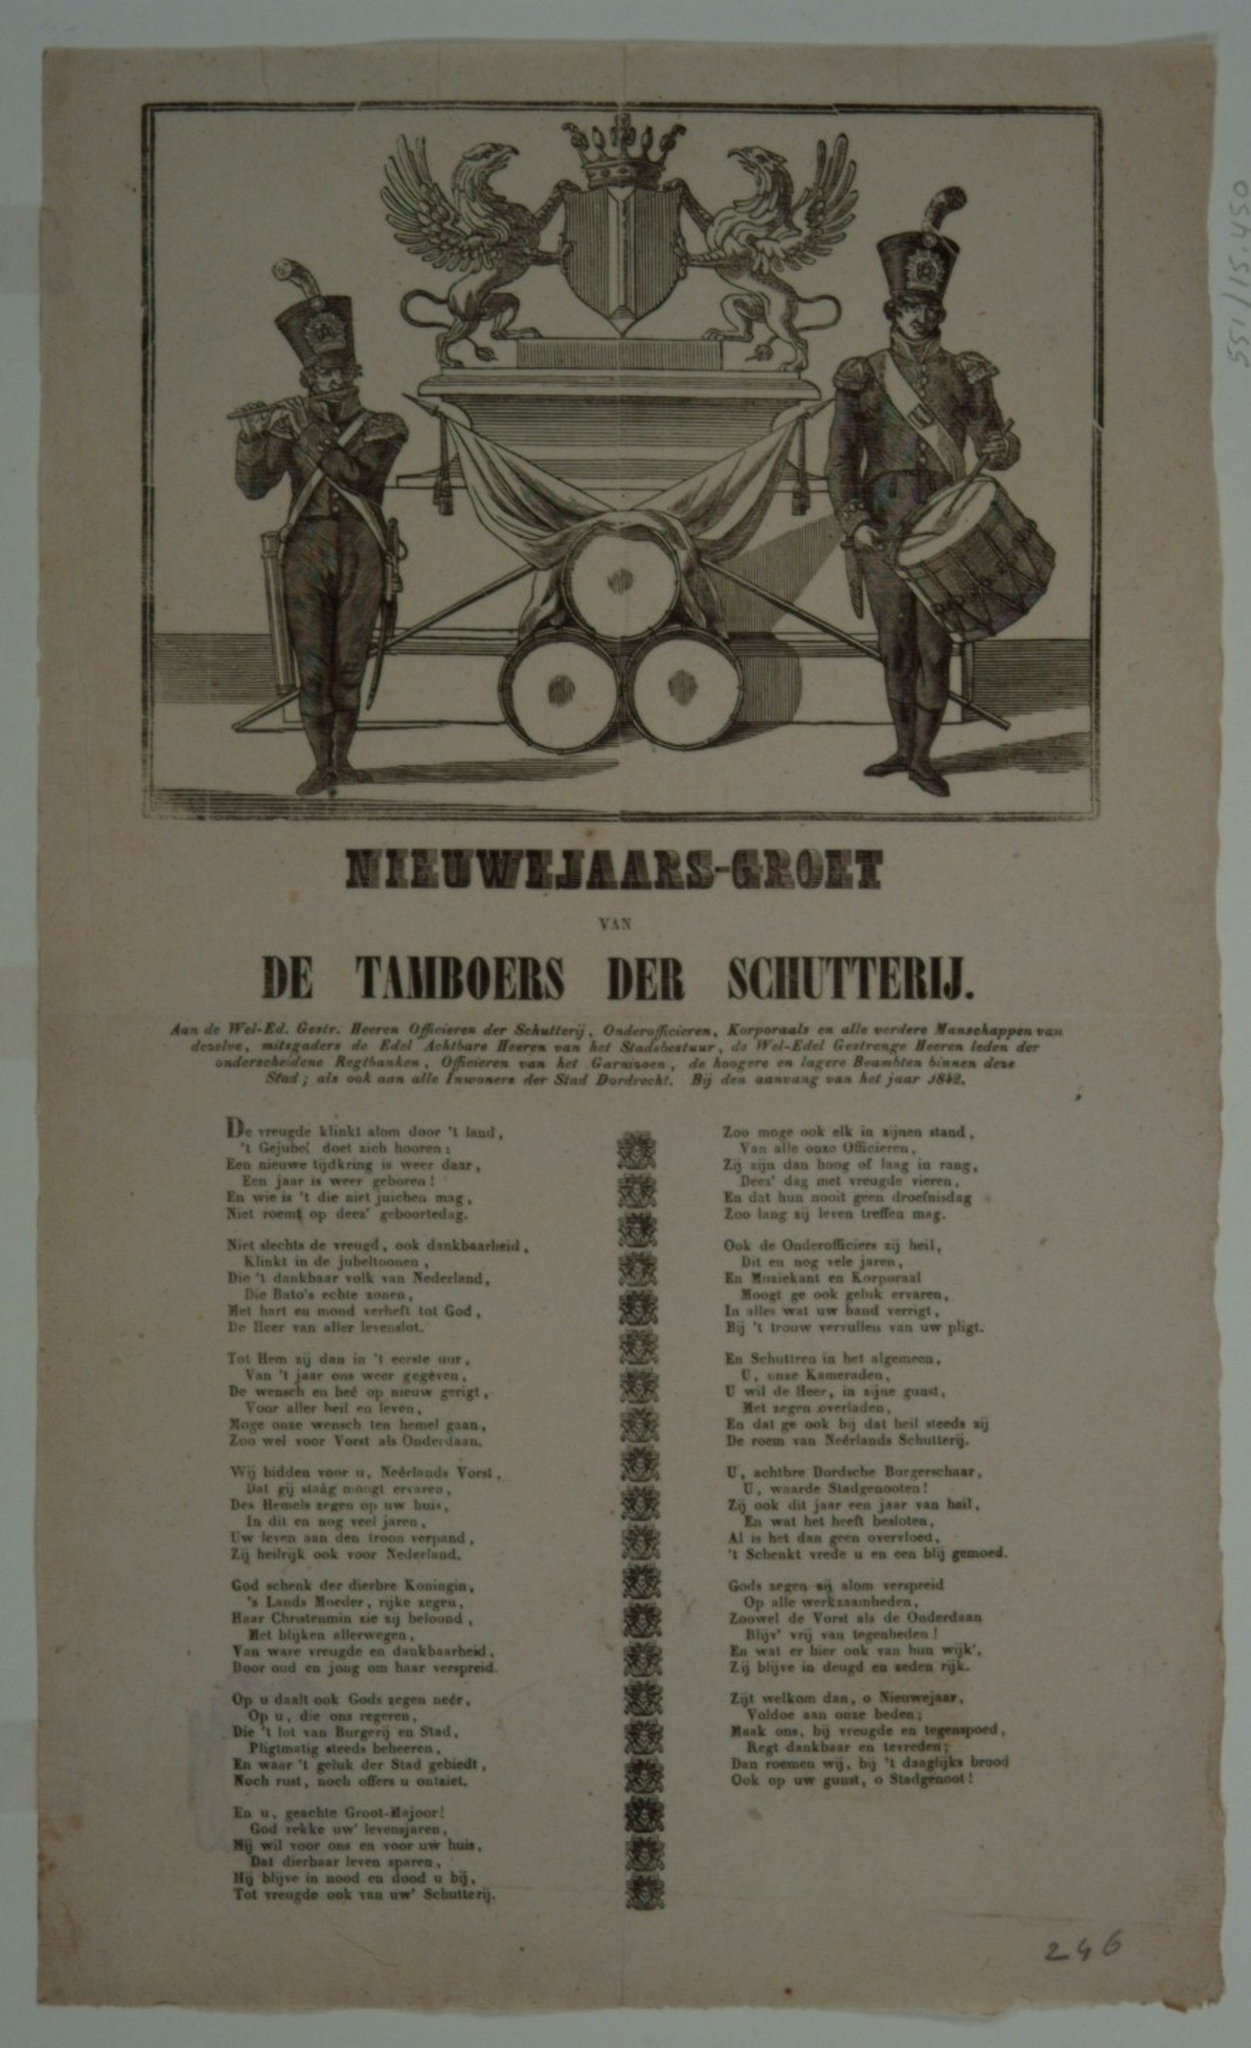 NIEUWEJAARS-GROET
VAN
DE TAMBOERS DER SCHUTTERIJ.
Aan de Wel-Ed. Gestr. Heeren Officieren der Schutterij, Onderofficieren, Korporaals en alle verdere Manschappen van
dezelve, mitsgaders de Edel Achtbare Heeren van het Stadsbestuur, de Wel-Edel Gestrenge Heeren leden der
onderscheidene Regtbanken, Officieren van het Garnizoen, de hoogere en lagere Beambten binnen deze
Stad; als ook aan alle Inwoners der Stad Dordrecht. Bij den aanvang van het jaar 1842.
De vreugde klinkt alom door 't land,
't Gejubel doet zich hooren:
Een nieuwe tijdkring is weer daar,
Een jaar is weer geboren!
En wie is 't die niet juichen mag,
Niet roemt op deez' geboortedag.
Niet slechts de vreugd, ook dankbaarheid,
Klinkt in de jubeltoonen,
Die 't dankbaar volk van Nederland,
Die Bato's echte zonen,
Met hart en mond verheft tot God,
De Heer van aller levenslot.
Tot Hem zij dan in 't eerste uur,
Van 't jaar ons weer gegeven,
De wensch en beê op nieuw gerigt,
Voor aller heil en leven,
Moge onze wensch ten hemel gaan,
Zoo wel voor Vorst als Onderdaan.
Wij bidden voor u, Neêrlands Vorst,
Dat gij staâg moogt ervaren,
Des Hemels zegen op uw huis,
In dit en nog veel jaren,
Uw leven aan den troon verpand,
Zij heilrijk ook voor Nederland.
God schenk der dierbre Koningin,
's Lands Moeder, rijke zegen,
Haar Christenmin zie zij beloond,
Met blijken allerwegen,
Van ware vreugde en dankbaarheid,
Door oud en jong om haar verspreid.
Op u daalt ook Gods zegen neêr,
Op u, die ons regeren,
Die 't lot van Burgerij en Stad,
Pligtmatig steeds beheeren,
En waar 't geluk der Stad gebiedt,
Noch rust, noch offers u ontziet.
En u, geachte Groot-Majoor!
God rekke uw' levensjaren,
Hij wil voor ons en voor uw huis,
Dat dierbaar leven sparen,
Hij blijve in nood en dood u bij,
Tot vreugde ook van uw' Schutterij.
Zoo moge ook elk in zijnen stand,
Van alle onze Officieren,
Zij zijn dan hoog of laag in rang,
Deez' dag met vreugde vieren,
En dat hun nooit geen droefnisdag
Zoo lang zij leven treffen mag.
Ook de Onderofficiers zij heil,
Dit en nog vele jaren,
En Muziekant en Korporaal
Moogt ge ook geluk ervaren,
In alles wat uw hand verrigt,
Bij 't trouw vervullen van uw pligt.
En Schuttren in het algemeen,
U, onze Kameraden,
U wil de Heer, in zijne gunst,
Met zegen overladen,
En dat ge ook bij dat heil steeds zij
De roem van Neêrlands Schutterij.
U, achtbre Dordsche Burgerschaar,
U, waarde Stadgenooten!
Zij ook dit jaar een jaar van heil,
En wat het heeft besloten,
Al is het dan geen overvloed,
't Schenkt vrede u en een blij gemoed.
Gods zegen zij alom verspreid
Op alle werkzaamheden,
Zoowel de Vorst als de Onderdaan
Blijv' vrij van tegenheden!
En wat er hier ook van hun wijk',
Zij blijve in deugd en zeden rijk.
Zijt welkom dan, o Nieuwejaar,
Voldoe aan onze beden;
Maak ons, bij vreugde en tegenspoed,
Regt dankbaar en tevreden;
Dan roemen wij, bij 't daaglijks brood
Ook op uw gunst, o Stadgenoot!
246
551/15.450